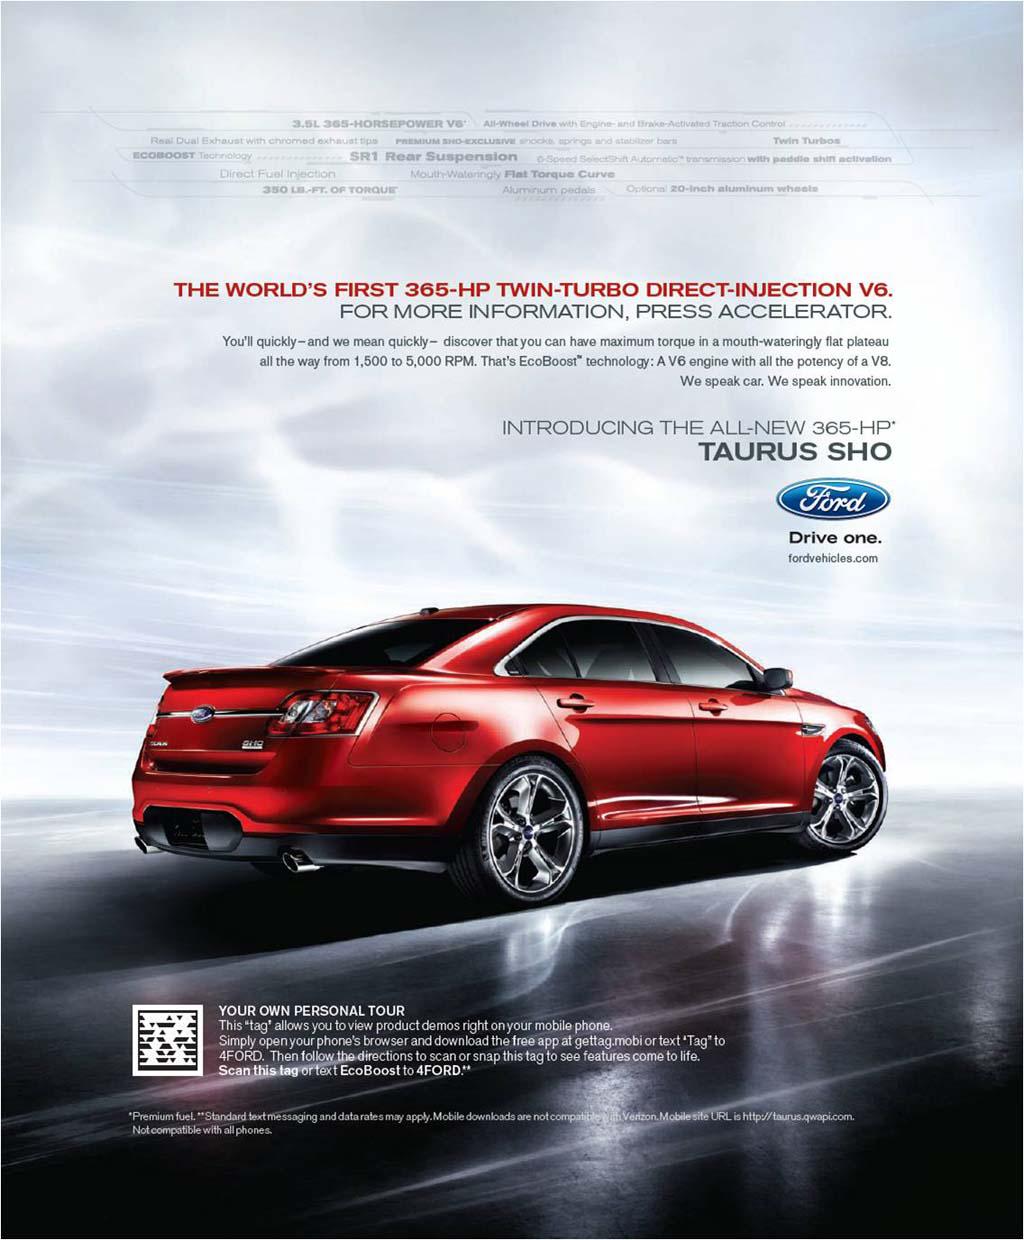 3.5L 365-HORSEPOWER V6* All-Wheel Drive with Engine- and Brake-Activated Traction Control
Real Dual Exhaust with chromed exhaust tips PREMIUM SHO-EXCLUSIVE shocks, springs and stabilizer bars Twin Turbos
ECOBOOST Technology SR1 Rear Suspension 6-Speed SelectShift Automatic™ transmission with paddle shift activation
Direct Fuel Injection Mouth-Wateringly Flat Torque Curve
350 LB.-FT. OF TORQUE Aluminum pedals Optional 20-inch aluminum wheels
THE WORLD'S FIRST 365-HP TWIN-TURBO DIRECT-INJECTION V6.
FOR MORE INFORMATION, PRESS ACCELERATOR.
You'll quickly – and we mean quickly – discover that you can have maximum torque in a mouth-wateringly flat plateau
all the way from 1,500 to 5,000 RPM. That's EcoBoost™ technology: A V6 engine with all the potency of a V8.
We speak car. We speak innovation.
INTRODUCING THE ALL-NEW 365-HP*
TAURUS SHO
Ford
Drive one.
fordvehicles.com
SHO
YOUR OWN PERSONAL TOUR
This "tag" allows you to view product demos right on your mobile phone.
Simply open your phone's browser and download the free app at gettag.mobi or text "Tag" to
4FORD. Then follow the directions to scan or snap this tag to see features come to life.
Scan this tag or text EcoBoost to 4FORD.**
*Premium fuel. **Standard text messaging and data rates may apply. Mobile downloads are not compatible with Verizon. Mobile site URL is http://taurus.qwapi.com.
Not compatible with all phones.